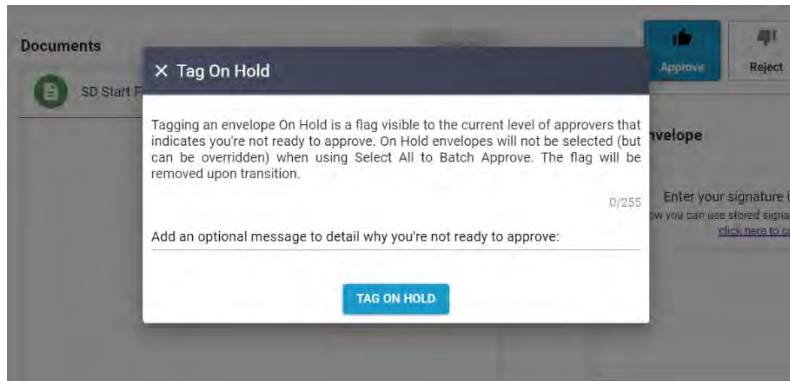 Documents
Approve
Reject
SD Start F
× Tag On Hold
Tagging an envelope On Hold is a flag visible to the current level of approvers that
indicates you're not ready to approve. On Hold envelopes will not be selected (but
can be overridden) when using Select All to Batch Approve. The flag will be
removed upon transition.
0/255
Add an optional message to detail why you're not ready to approve:
TAG ON HOLD
nvelope
Enter your signature i
ow you can use stored signa
click here to c